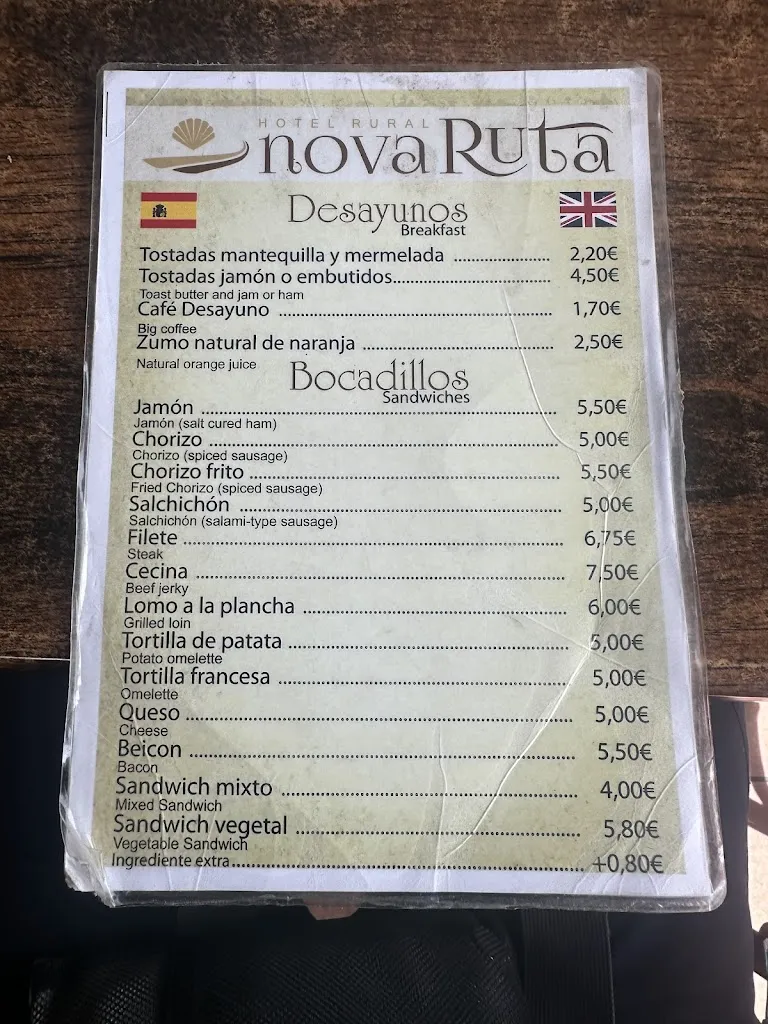 HOTEL RURAL
nova Ruta
Desayunos
Breakfast
Tostadas mantequilla y mermelada ..................... 2,20€
Tostadas jamón o embutidos.................................. 4,50€
Toast butter and jam or ham
Café Desayuno ........................................................... 1,70€
Big coffee
Zumo natural de naranja .......................................... 2,50€
Natural orange juice
Bocadillos
Sandwiches
Jamón ............................................................................ 5,50€
Jamón (salt cured ham)
Chorizo .......................................................................... 5,00€
Chorizo (spiced sausage)
Chorizo frito .................................................................. 5,50€
Fried Chorizo (spiced sausage)
Salchichón .................................................................... 5,00€
Salchichón (salami-type sausage)
Filete .............................................................................. 6,75€
Steak
Cecina ............................................................................ 7,50€
Beef jerky
Lomo a la plancha ........................................................ 6,00€
Grilled loin
Tortilla de patata .......................................................... 5,00€
Potato omelette
Tortilla francesa ............................................................ 5,00€
Omelette
Queso ............................................................................ 5,00€
Cheese
Beicon ............................................................................ 5,50€
Bacon
Sandwich mixto ............................................................ 4,00€
Mixed Sandwich
Sandwich vegetal .......................................................... 5,80€
Vegetable Sandwich
Ingrediente extra............................................................ +0,80€